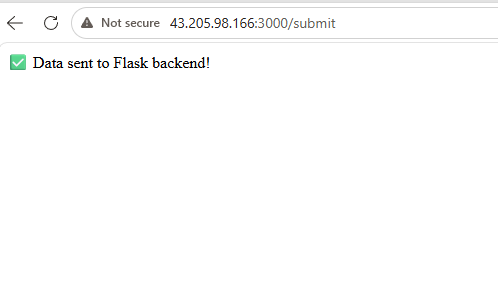 Not secure 43.205.98.166:3000/submit
✅ Data sent to Flask backend!